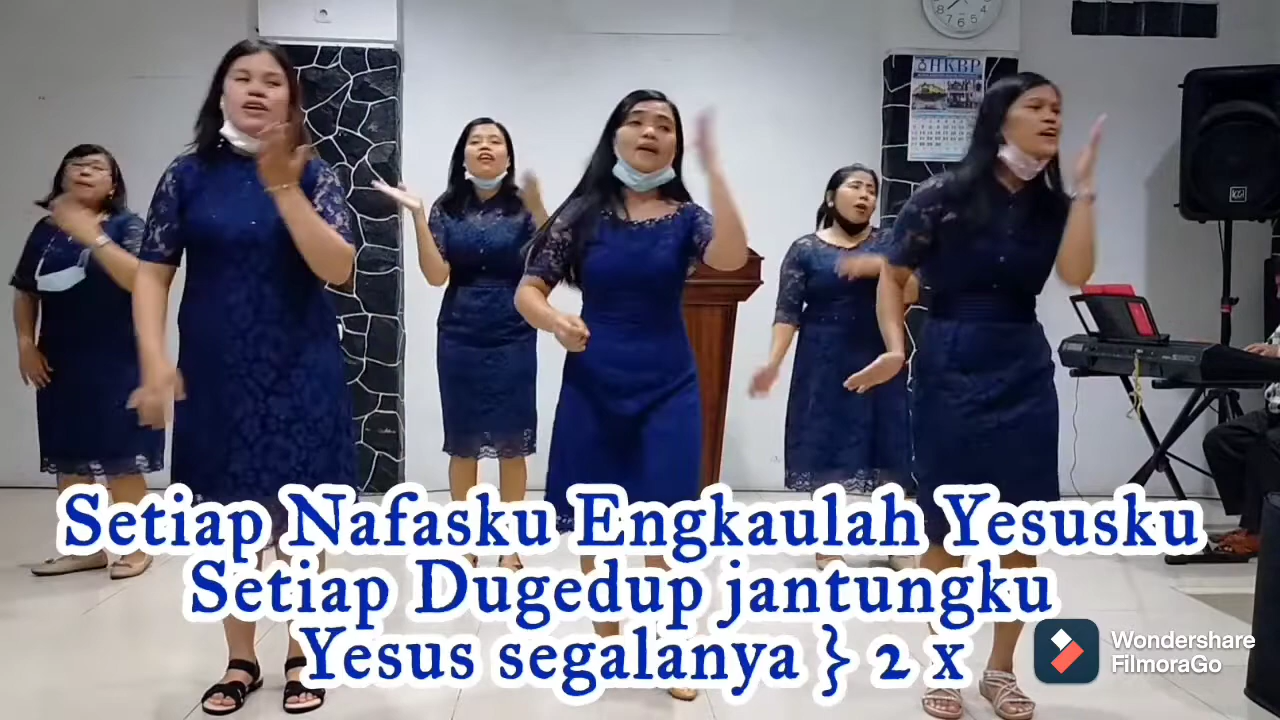 HKBP
Setiap Nafasku Engkaulah Yesusku
Setiap Dugedup jantungku
Yesus segalanya } 2 x
Wondershare
FilmoraGo